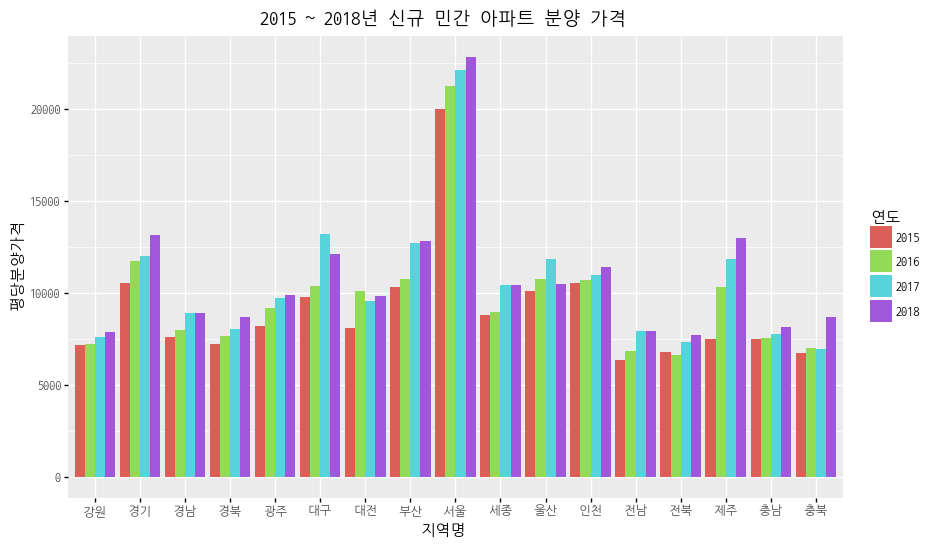 2015 ~ 2018년 신규 민간 아파트 분양 가격
평당분양가격
20000
15000
10000
5000
0
강원 경기 경남 경북 광주 대구 대전 부산 서울 세종 울산 인천 전남 전북 제주 충남 충북
지역명
연도
2015
2016
2017
2018